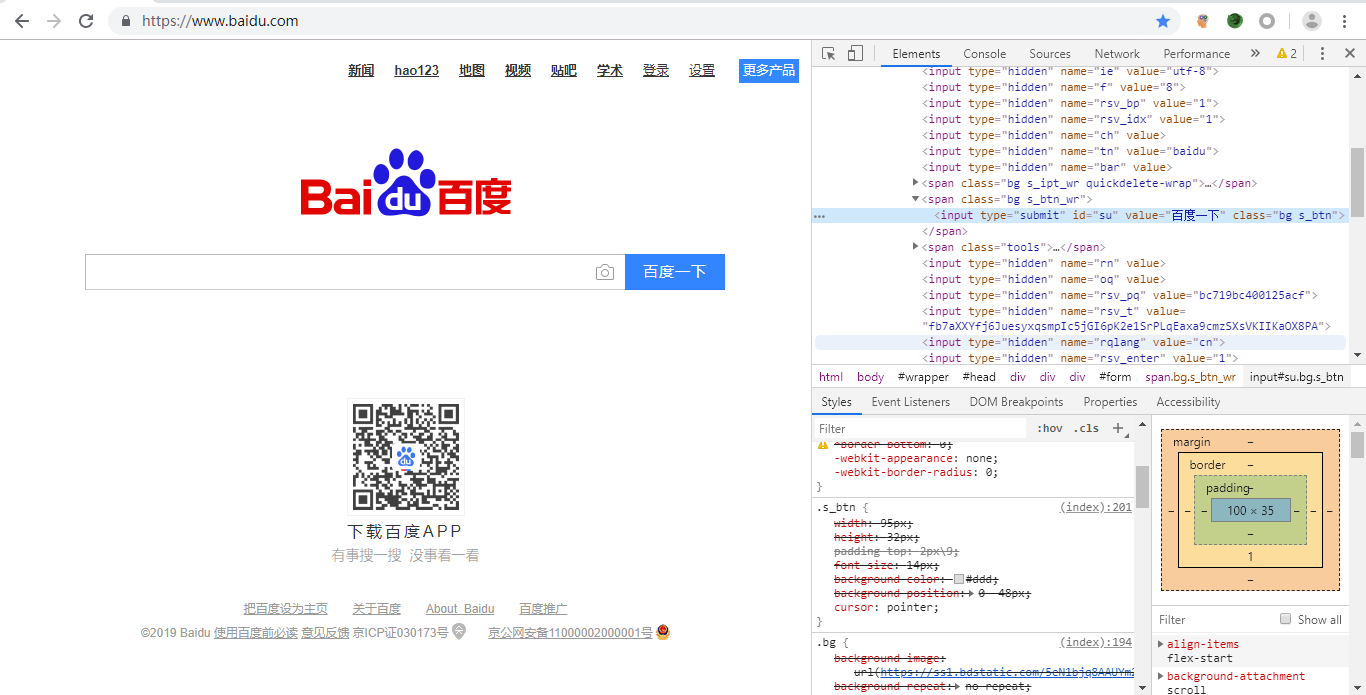 https://www.baidu.com
新闻 hao123 地图 视频 贴吧 学术 登录 设置 更多产品
Bai du 百度
百度一下
下载百度APP
有事搜一搜 没事看一看
把百度设为主页 关于百度 About Baidu 百度推广
©2019 Baidu 使用百度前必读 意见反馈 京ICP证030173号 京公网安备11000002000001号
Elements Console Sources Network Performance » 2
<input type="hidden" name="ie" value="utf-8">
<input type="hidden" name="f" value="8">
<input type="hidden" name="rsv_bp" value="1">
<input type="hidden" name="rsv_idx" value="1">
<input type="hidden" name="ch" value>
<input type="hidden" name="tn" value="baidu">
<input type="hidden" name="bar" value>
<span class="bg s_ipt_wr quickdelete-wrap">…</span>
<span class="bg s_btn_wr">
<input type="submit" id="su" value="百度一下" class="bg s_btn">
</span>
<span class="tools">…</span>
<input type="hidden" name="rn" value>
<input type="hidden" name="oq" value>
<input type="hidden" name="rsv_pq" value="bc719bc400125acf">
<input type="hidden" name="rsv_t" value=
"fb7aXXYfj6JuesyxqsmpIc5jGI6pK2e1SrPLqEaxa9cmzSXsVKIIKaOX8PA">
<input type="hidden" name="rqlang" value="cn">
<input type="hidden" name="rsv_enter" value="1">
html body #wrapper #head div div div #form span.bg.s_btn_wr input#su.bg.s_btn
Styles Event Listeners DOM Breakpoints Properties Accessibility
Filter :hov .cls +
*border-bottom: 0;
-webkit-appearance: none;
-webkit-border-radius: 0;
}
.s_btn { (index):201
width: 95px;
height: 32px;
padding-top: 2px\9;
font-size: 14px;
background-color: #ddd;
background-position: 0 -48px;
cursor: pointer;
}
.bg { (index):194
background-image:
url(https://ss1.bdstatic.com/5eN1bjq8AAUYm2
background-repeat: no-repeat;
margin –
border –
padding –
– – – 100 × 35 – – –
–
1
–
Filter Show all
align-items
flex-start
background-attachment
scroll